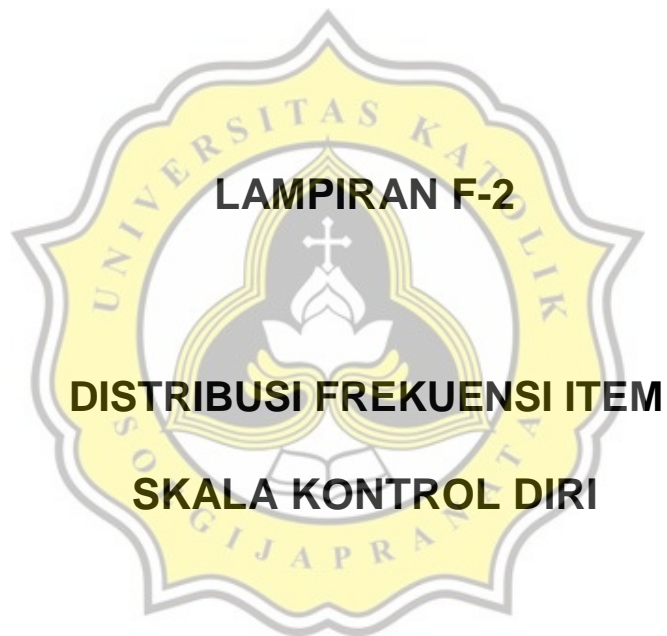 UNIVERSITAS KATOLIK
LAMPIRAN F-2
DISTRIBUSI FREKUENSI ITEM
SKALA KONTROL DIRI
SOEGIJAPRANATA